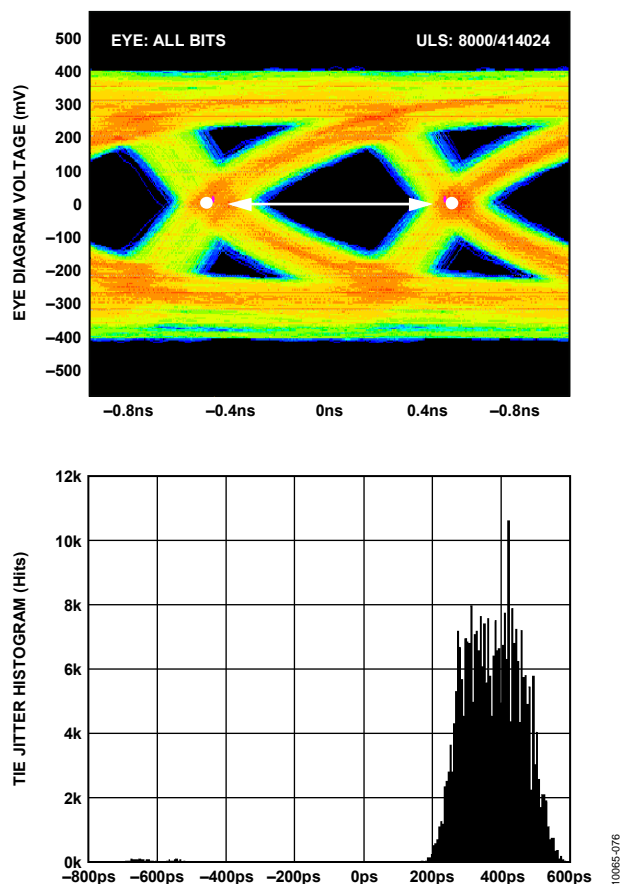 EYE: ALL BITS ULS: 8000/414024
EYE DIAGRAM VOLTAGE (mV)
500
400
300
200
100
0
–100
–200
–300
–400
–500
–0.8ns –0.4ns 0ns 0.4ns –0.8ns
TIE JITTER HISTOGRAM (Hits)
12k
10k
8k
6k
4k
2k
0k
–800ps –600ps –400ps –200ps 0ps 200ps 400ps 600ps
10065-076